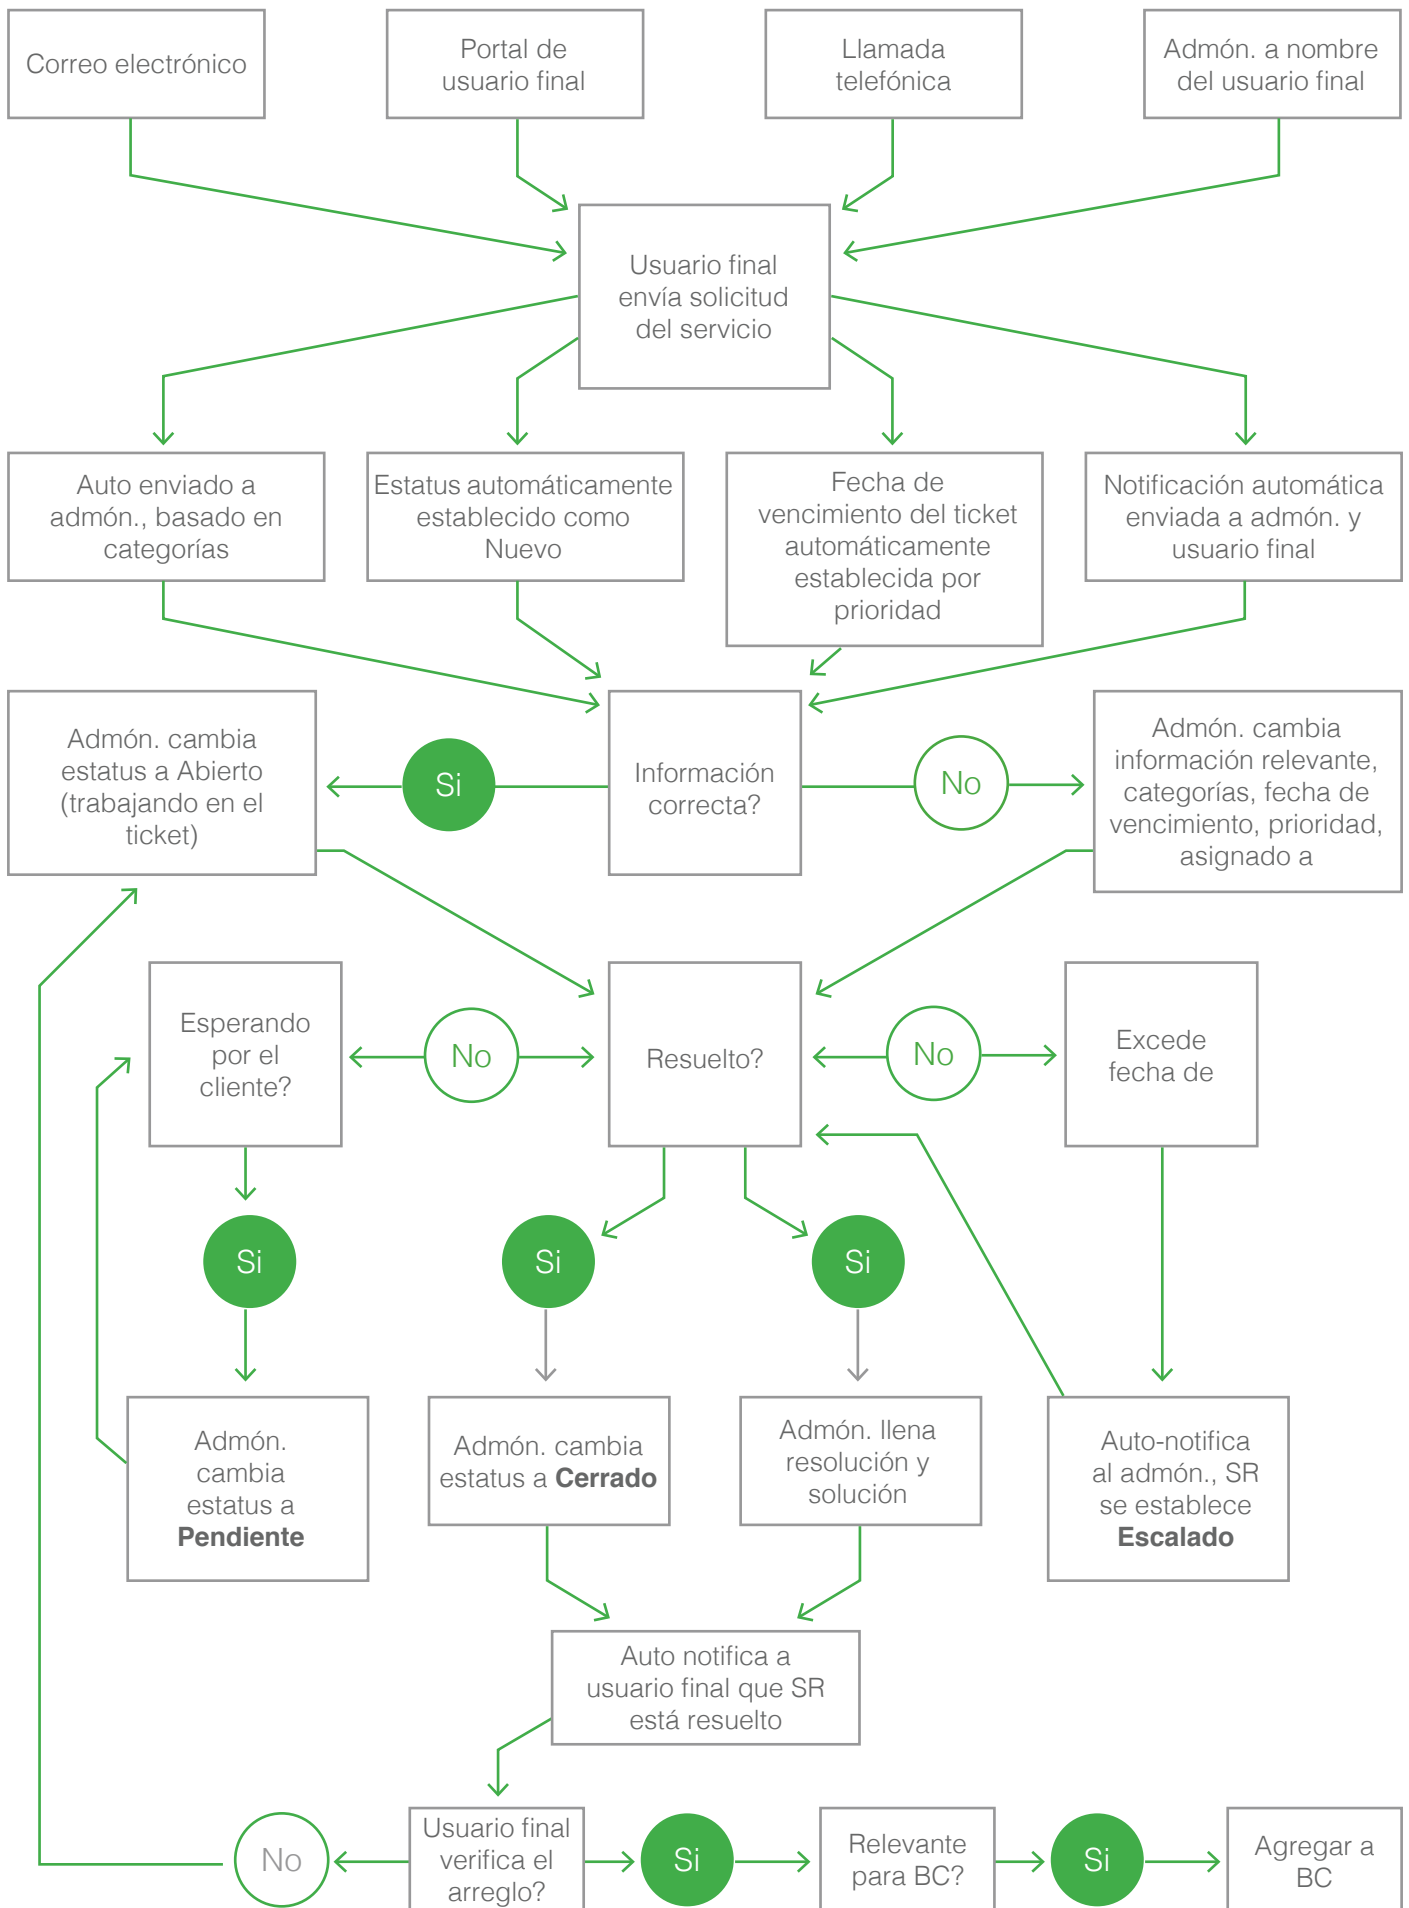 Correo electrónico
Portal de
usuario final
Llamada
telefónica
Admón. a nombre
del usuario final
Usuario final
envía solicitud
del servicio
Auto enviado a
admón., basado en
categorías
Estatus automáticamente
establecido como
Nuevo
Fecha de
vencimiento del ticket
automáticamente
establecida por
prioridad
Notificación automática
enviada a admón. y
usuario final
Admón. cambia
estatus a Abierto
(trabajando en el
ticket)
Si
Información
correcta?
No
Admón. cambia
información relevante,
categorías, fecha de
vencimiento, prioridad,
asignado a
Esperando
por el
cliente?
No
Resuelto?
No
Excede
fecha de
Si
Si
Si
Admón.
cambia
estatus a
Pendiente
Admón. cambia
estatus a Cerrado
Admón. llena
resolución y
solución
Auto-notifica
al admón., SR
se establece
Escalado
Auto notifica a
usuario final que SR
está resuelto
No
Usuario final
verifica el
arreglo?
Si
Relevante
para BC?
Si
Agregar a
BC